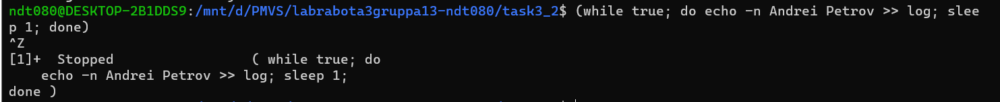 ndt080@DESKTOP-2B1DDS9:/mnt/d/PMVS/labrabota3gruppa13-ndt080/task3_2$ (while true; do echo -n Andrei Petrov >> log; slee
p 1; done)
^Z
[1]+  Stopped                 ( while true; do
    echo -n Andrei Petrov >> log; sleep 1;
done )